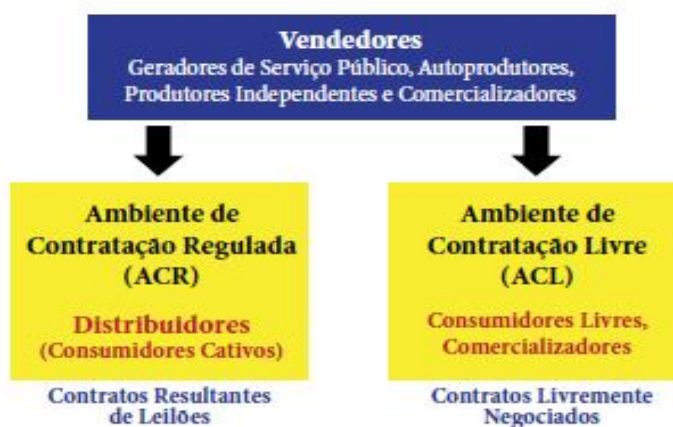 Vendedores
Geradores de Serviço Público, Autoprodutores,
Produtores Independentes e Comercializadores
Ambiente de
Contratação Regulada
(ACR)
Distribuidores
(Consumidores Cativos)
Contratos Resultantes
de Leilões
Ambiente de
Contratação Livre
(ACL)
Consumidores Livres,
Comercializadores
Contratos Livremente
Negociados